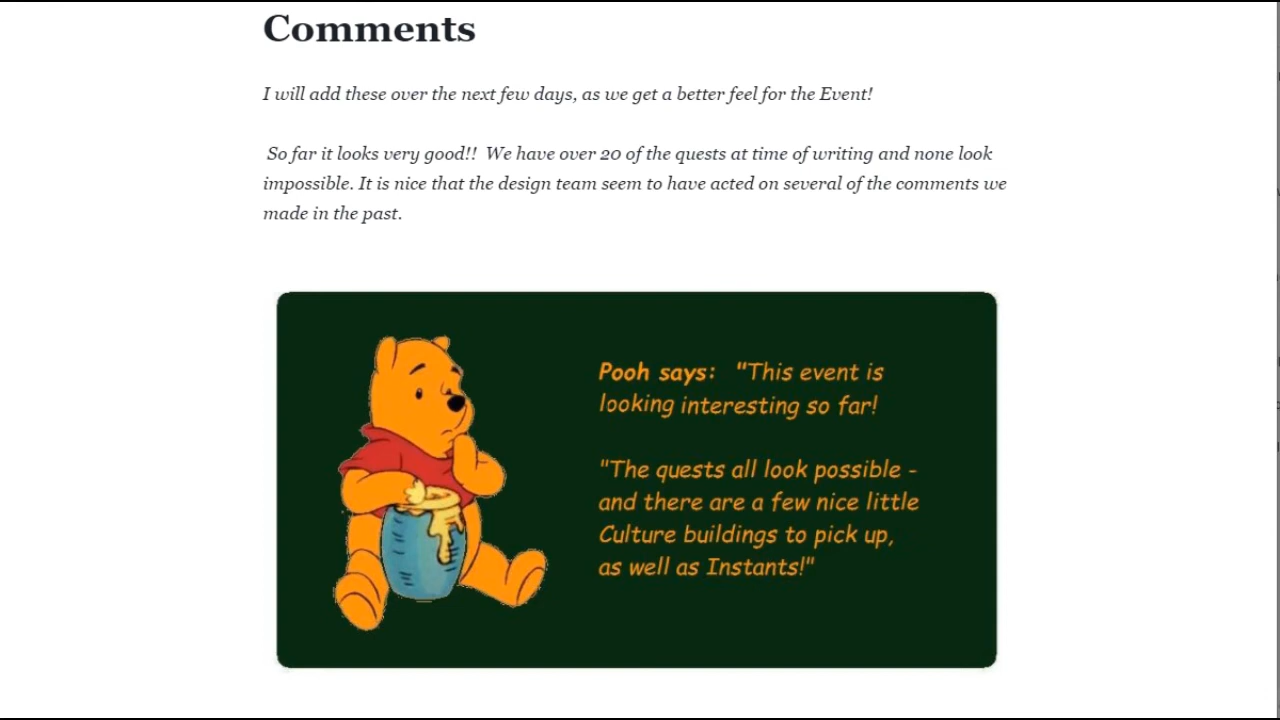 Comments
I will add these over the next few days, as we get a better feel for the Event!
So far it looks very good!!  We have over 20 of the quests at time of writing and none look
impossible. It is nice that the design team seem to have acted on several of the comments we
made in the past.
Pooh says:  "This event is
looking interesting so far!
"The quests all look possible -
and there are a few nice little
Culture buildings to pick up,
as well as Instants!"